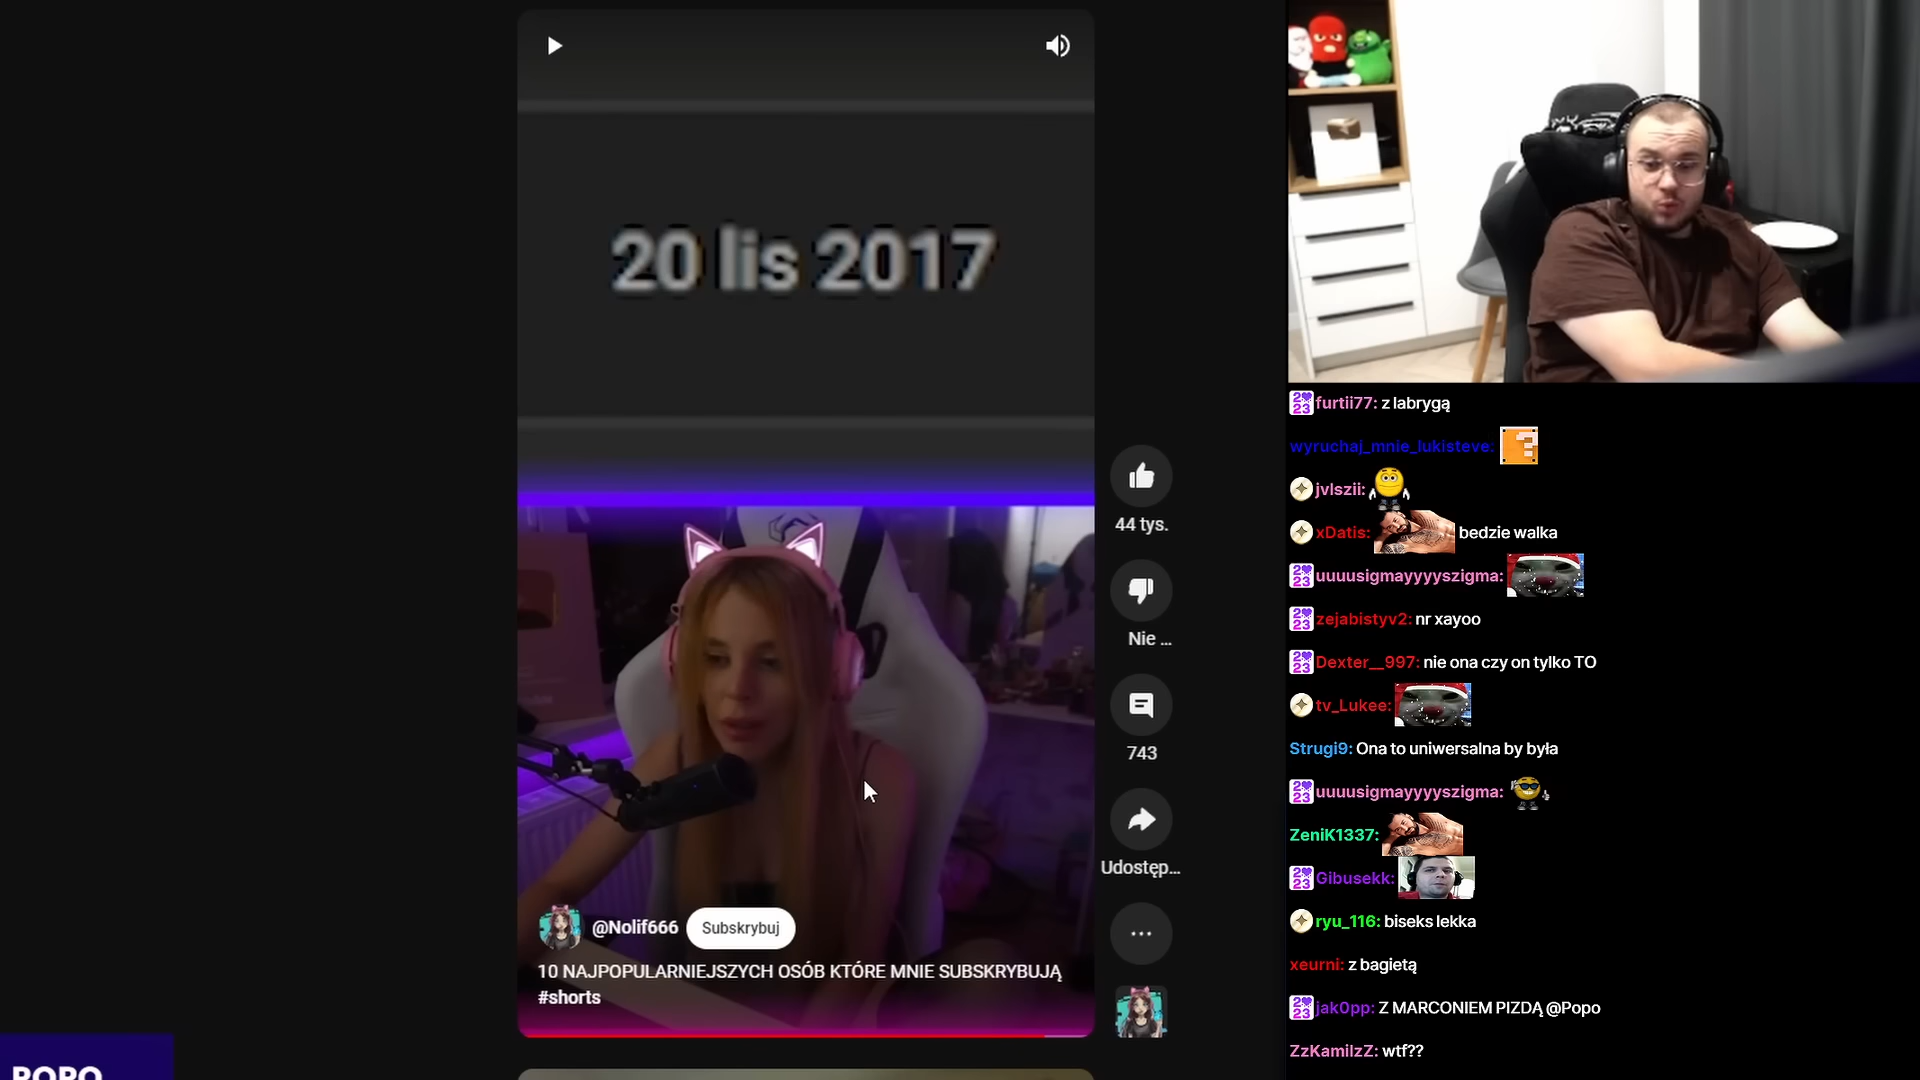 20 lis 2017
44 tys.
Nie ...
743
Udostęp...
@Nolif666 Subskrybuj
10 NAJPOPULARNIEJSZYCH OSÓB KTÓRE MNIE SUBSKRYBUJĄ
#shorts
POPO
furtii77: z labrygą
wyruchaj_mnie_lukisteve:
jvlszii:
xDatis: bedzie walka
uuuusigmayyyyszigma:
zejabistyv2: nr xayoo
Dexter__997: nie ona czy on tylko TO
tv_Lukee:
Strugi9: Ona to uniwersalna by była
uuuusigmayyyyszigma:
ZeniK1337:
Gibusekk:
ryu_116: biseks lekka
xeurni: z bagietą
jak0pp: Z MARCONIEM PIZDĄ @Popo
ZzKamilzZ: wtf??